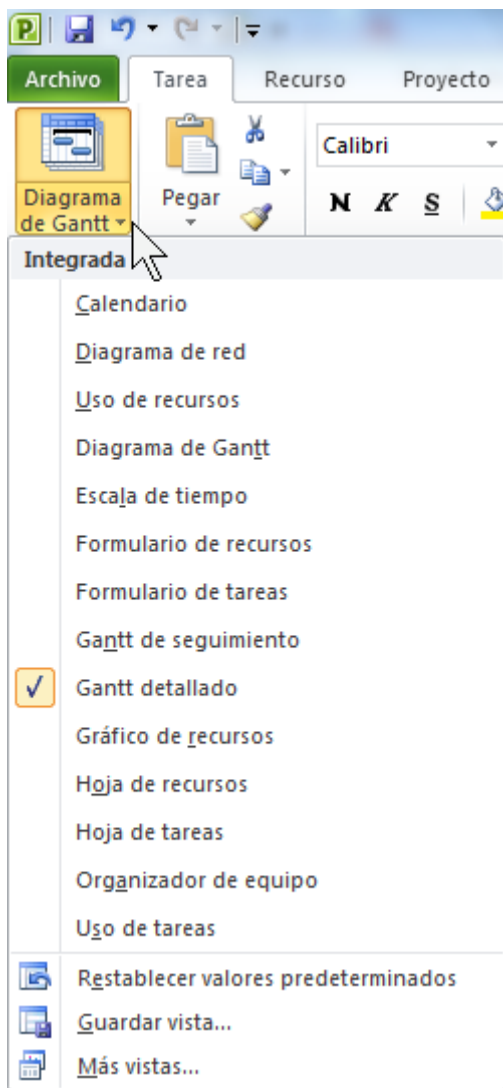 Archivo Tarea Recurso Proyecto
Calibri
Diagrama de Gantt
Pegar
N K S
Integrada
Calendario
Diagrama de red
Uso de recursos
Diagrama de Gantt
Escala de tiempo
Formulario de recursos
Formulario de tareas
Gantt de seguimiento
Gantt detallado
Gráfico de recursos
Hoja de recursos
Hoja de tareas
Organizador de equipo
Uso de tareas
Restablecer valores predeterminados
Guardar vista...
Más vistas...